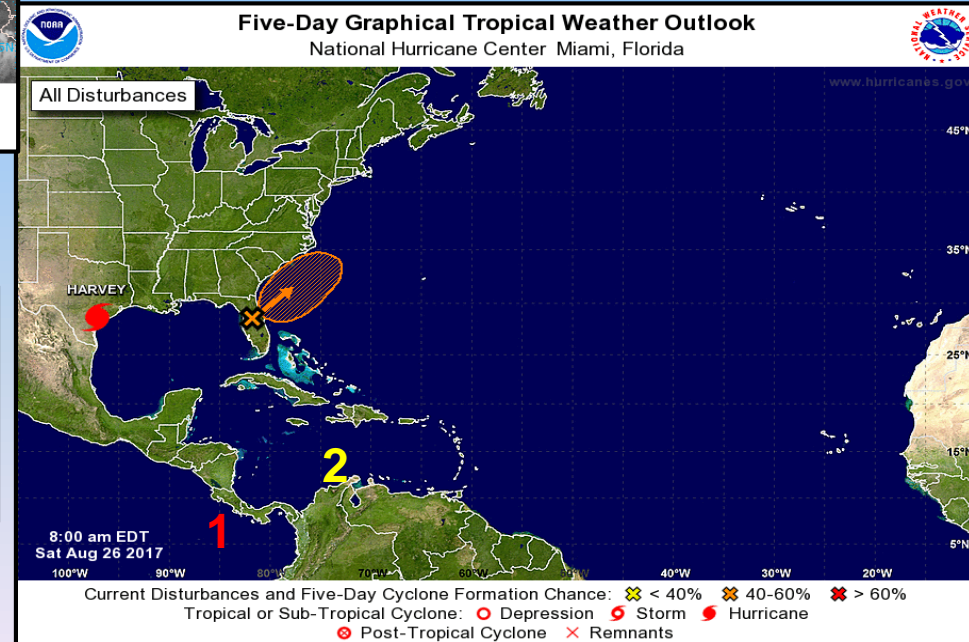 Five-Day Graphical Tropical Weather Outlook
National Hurricane Center Miami, Florida
NOAA
NATIONAL WEATHER
www.hurricanes.gov
All Disturbances
45°N
35°N
HARVEY
25°N
15°N
2
1
5°N
8:00 am EDT
Sat Aug 26 2017
100°W 90°W 80°W 70°W 60°W 50°W 40°W 30°W 20°W
Current Disturbances and Five-Day Cyclone Formation Chance: < 40% 40-60% > 60%
Tropical or Sub-Tropical Cyclone: Depression Storm Hurricane
Post-Tropical Cyclone Remnants